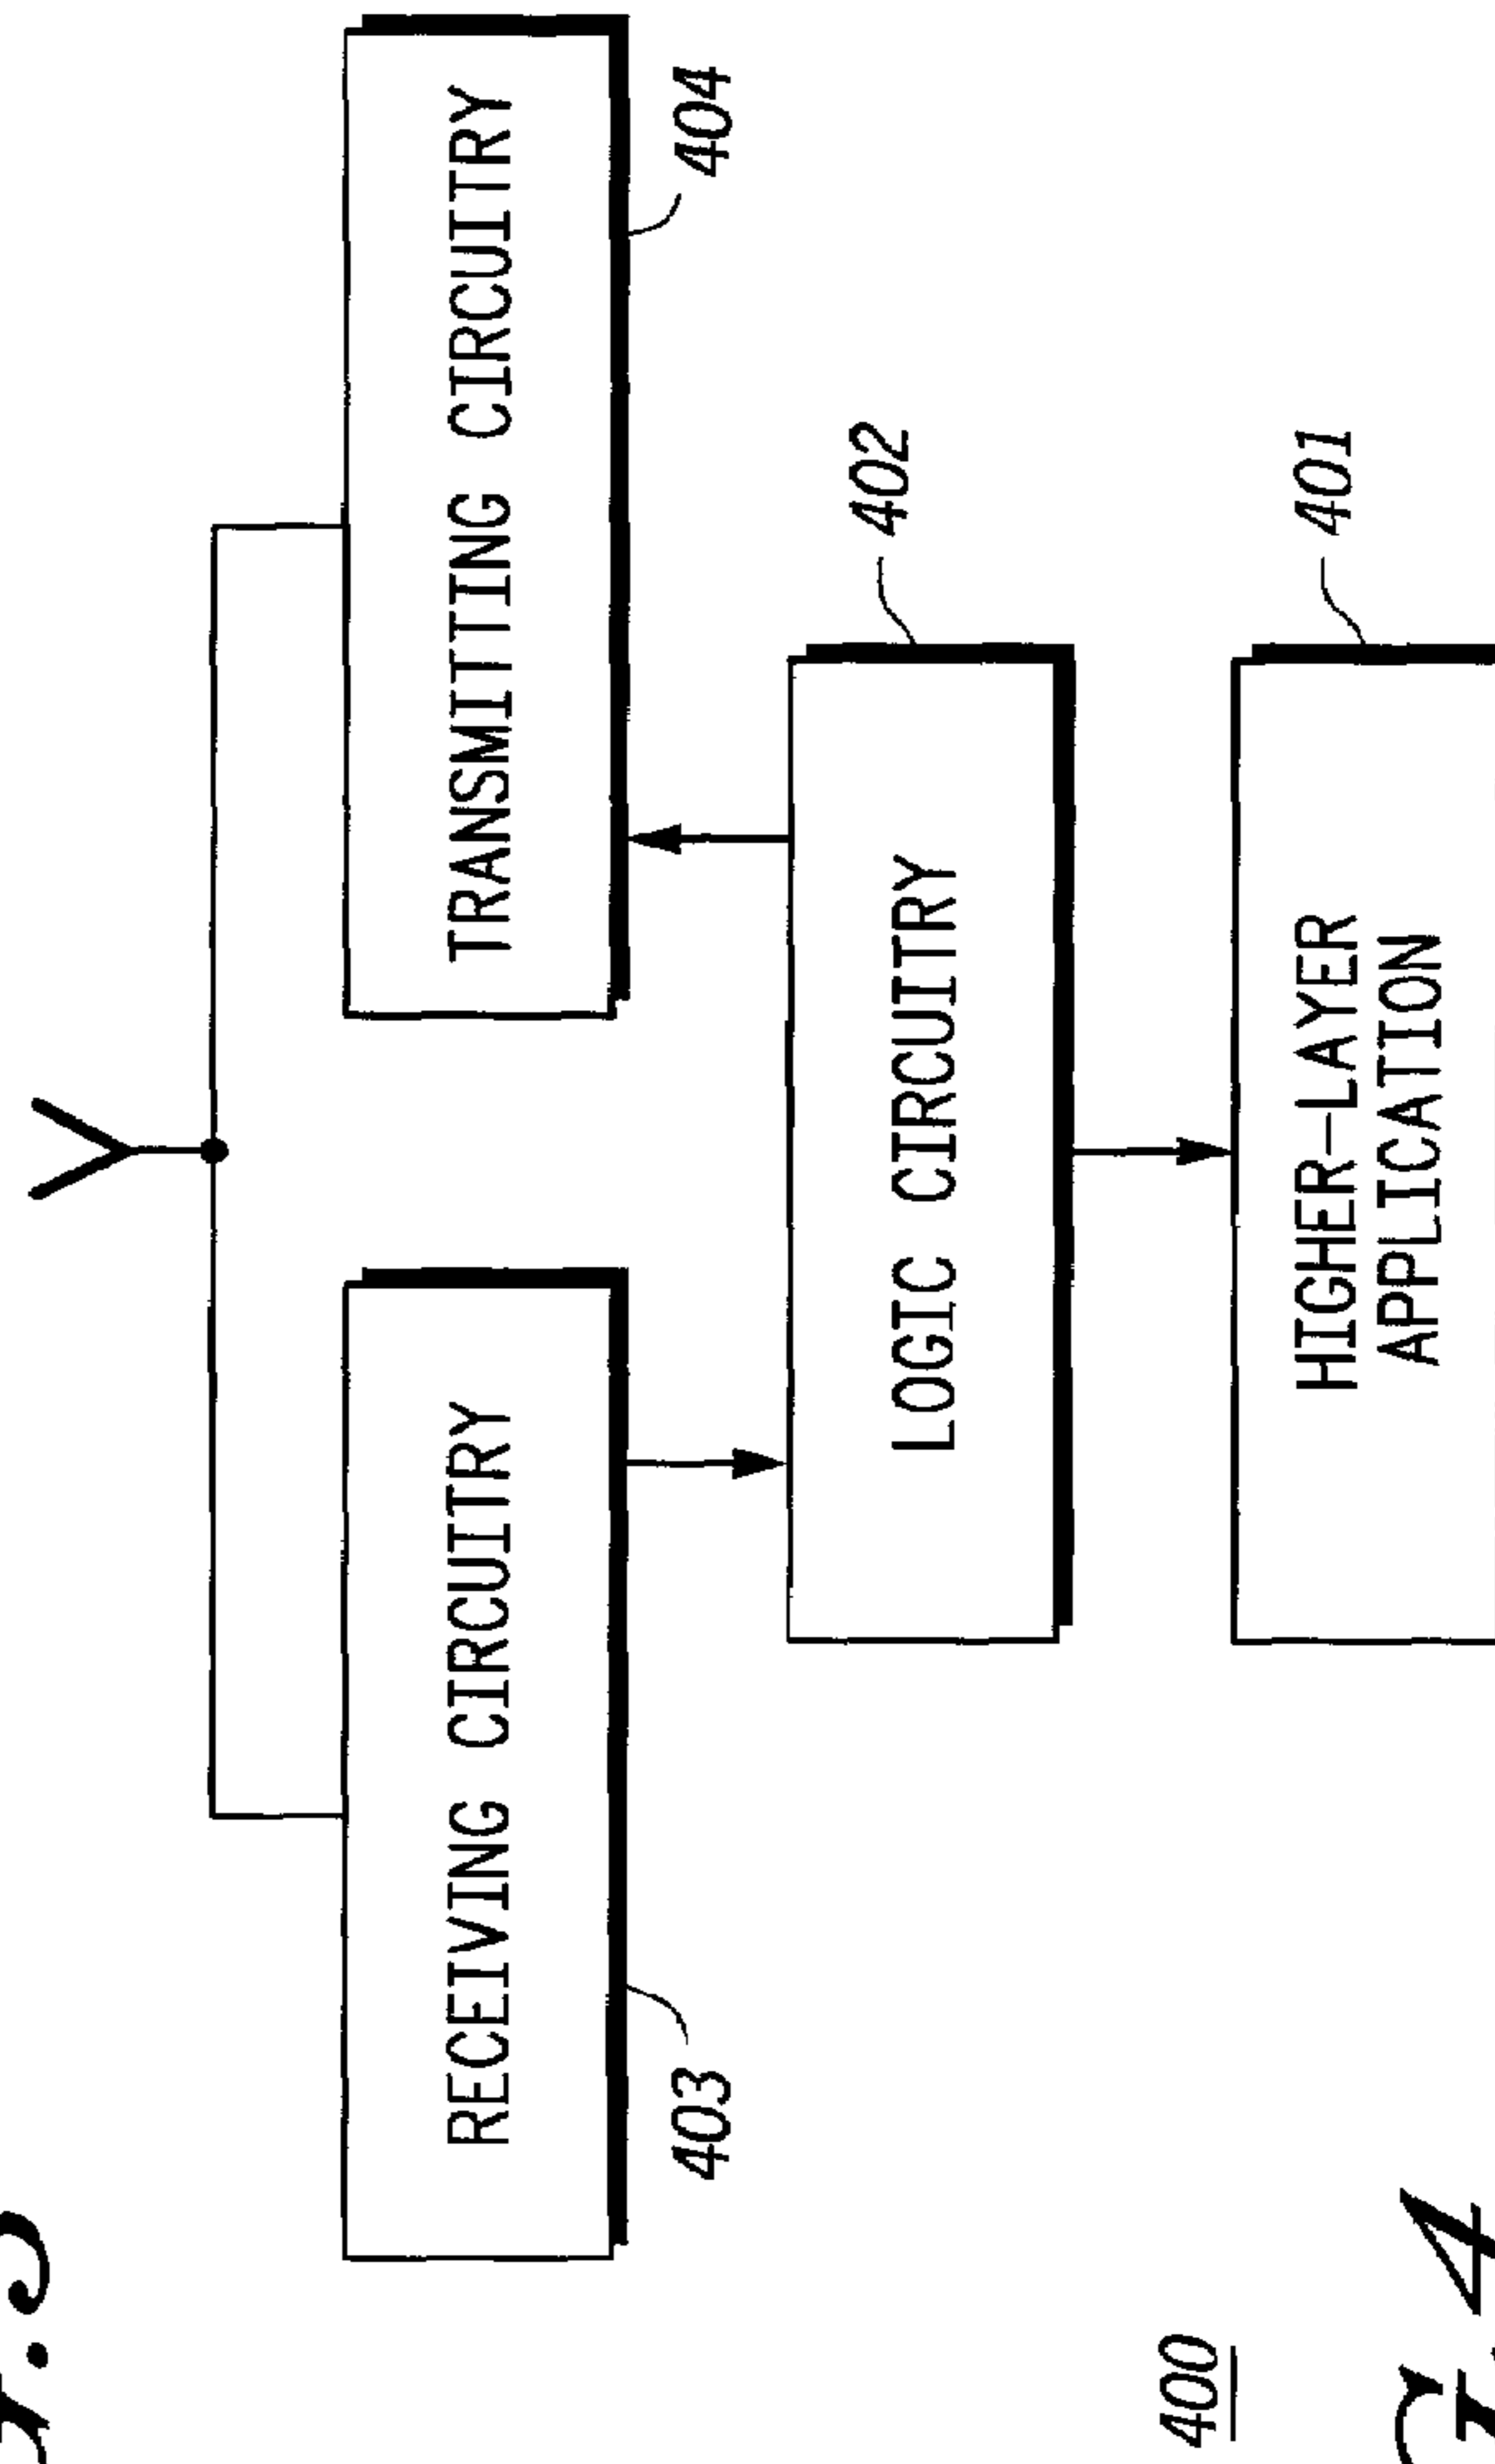 RECEIVING CIRCUITRY
TRANSMITTING CIRCUITRY
403
404
LOGIC CIRCUITRY
402
400
HIGHER-LAYER
APPLICATION
401